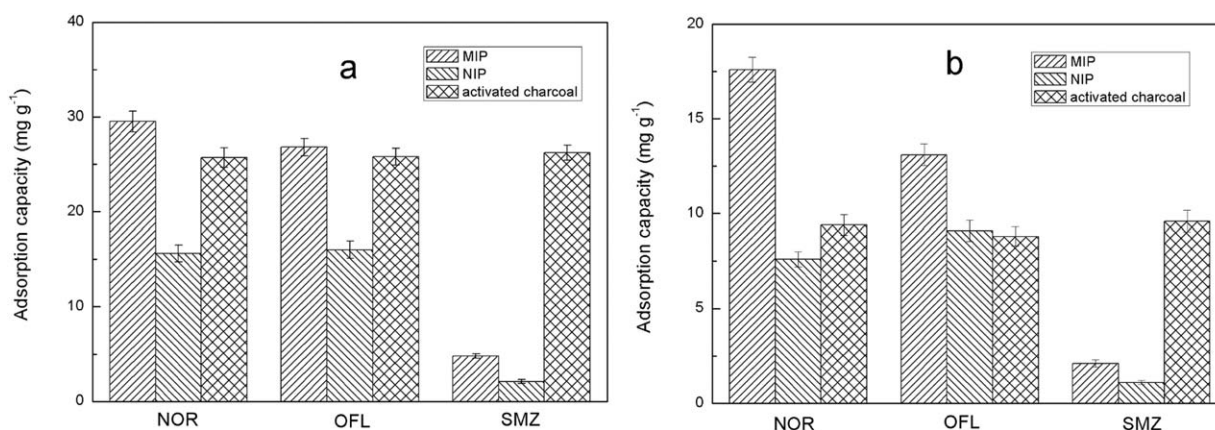 40
30
20
10
0
Adsorption capacity (mg g⁻¹)
a
MIP
NIP
activated charcoal
NOR OFL SMZ
20
15
10
5
0
Adsorption capacity (mg g⁻¹)
b
MIP
NIP
activated charcoal
NOR OFL SMZ